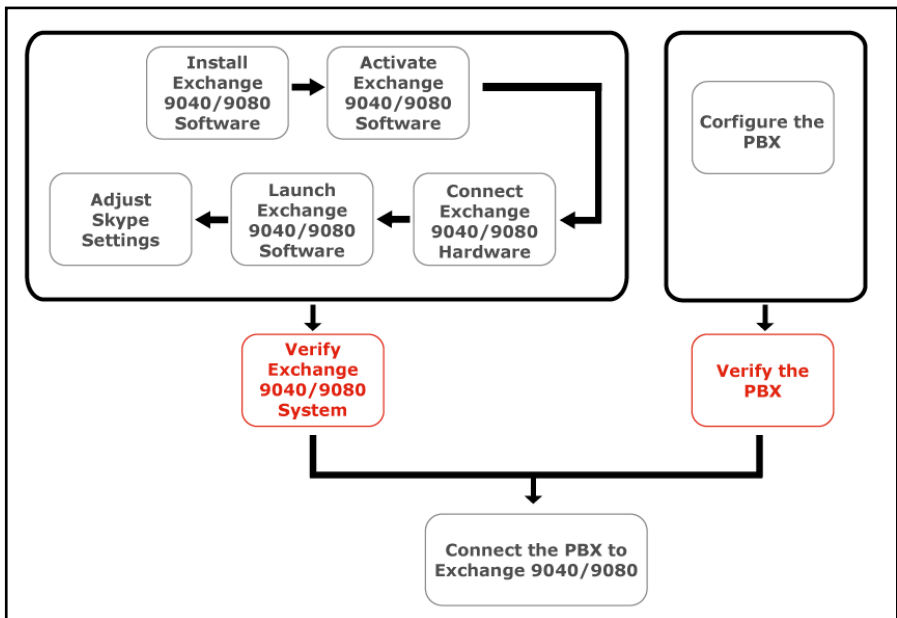 Install
Exchange
9040/9080
Software
Activate
Exchange
9040/9080
Software
Corfigure the
PBX
Adjust
Skype
Settings
Launch
Exchange
9040/9080
Software
Connect
Exchange
9040/9080
Hardware
Verify
Exchange
9040/9080
System
Verify the
PBX
Connect the PBX to
Exchange 9040/9080